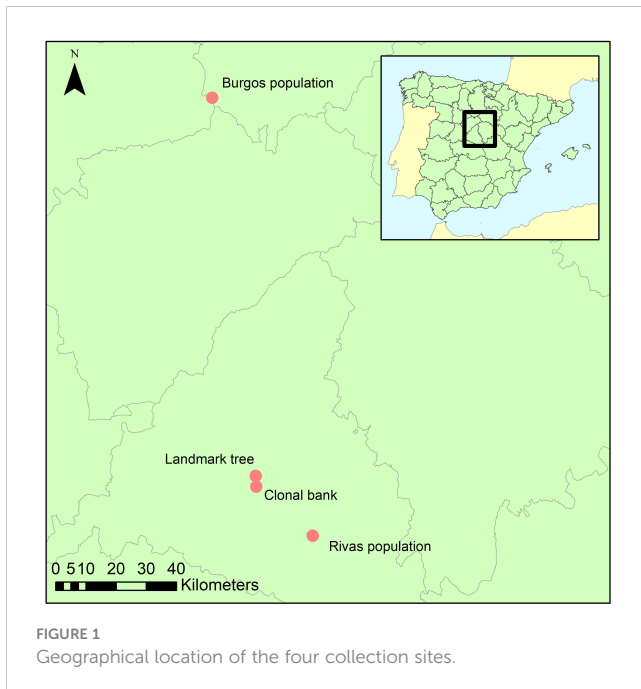 N
Burgos population
Landmark tree
Clonal bank
Rivas population
0 5 10 20 30 40
Kilometers
FIGURE 1
Geographical location of the four collection sites.